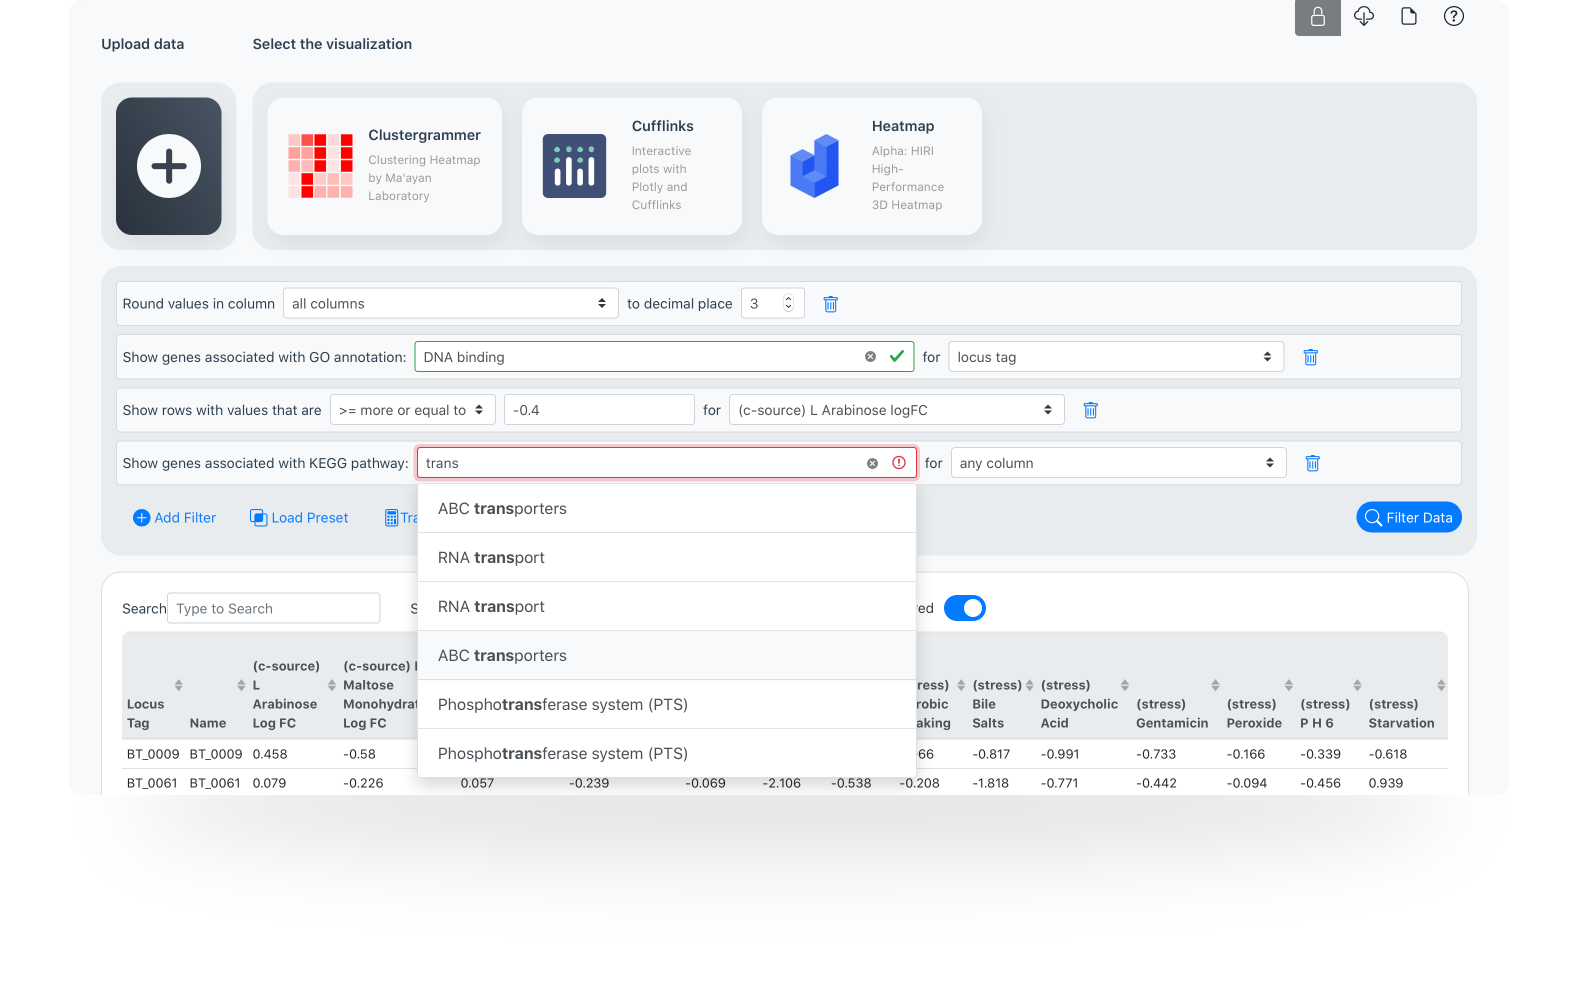 Upload data
Select the visualization
Clustergrammer
Clustering Heatmap
by Ma'ayan
Laboratory
Cufflinks
Interactive
plots with
Plotly and
Cufflinks
Heatmap
Alpha: HIRI
High-
Performance
3D Heatmap
Round values in column all columns to decimal place 3
Show genes associated with GO annotation: DNA binding for locus tag
Show rows with values that are >= more or equal to -0.4 for (c-source) L Arabinose logFC
Show genes associated with KEGG pathway: trans for any column
Add Filter Load Preset Filter Data
ABC transporters
RNA transport
RNA transport
ABC transporters
Phosphotransferase system (PTS)
Phosphotransferase system (PTS)
Search Type to Search
Locus
Tag
Name
(c-source)
L
Arabinose
Log FC
(c-source)
Maltose
Log FC
(stress)
Bile
Salts
(stress)
Deoxycholic
Acid
(stress)
Gentamicin
(stress)
Peroxide
(stress)
P H 6
(stress)
Starvation
BT_0009 BT_0009 0.458 -0.58 -0.817 -0.991 -0.733 -0.166 -0.339 -0.618
BT_0061 BT_0061 0.079 -0.226 0.057 -0.239 -0.069 -2.106 -0.538 -0.208 -1.818 -0.771 -0.442 -0.094 -0.456 0.939